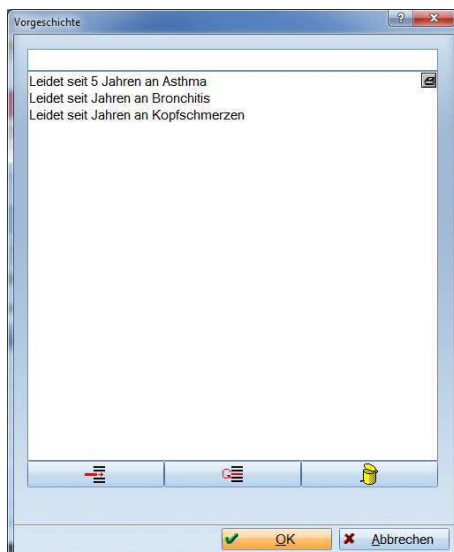 Vorgeschichte
Leidet seit 5 Jahren an Asthma
Leidet seit Jahren an Bronchitis
Leidet seit Jahren an Kopfschmerzen
OK
Abbrechen